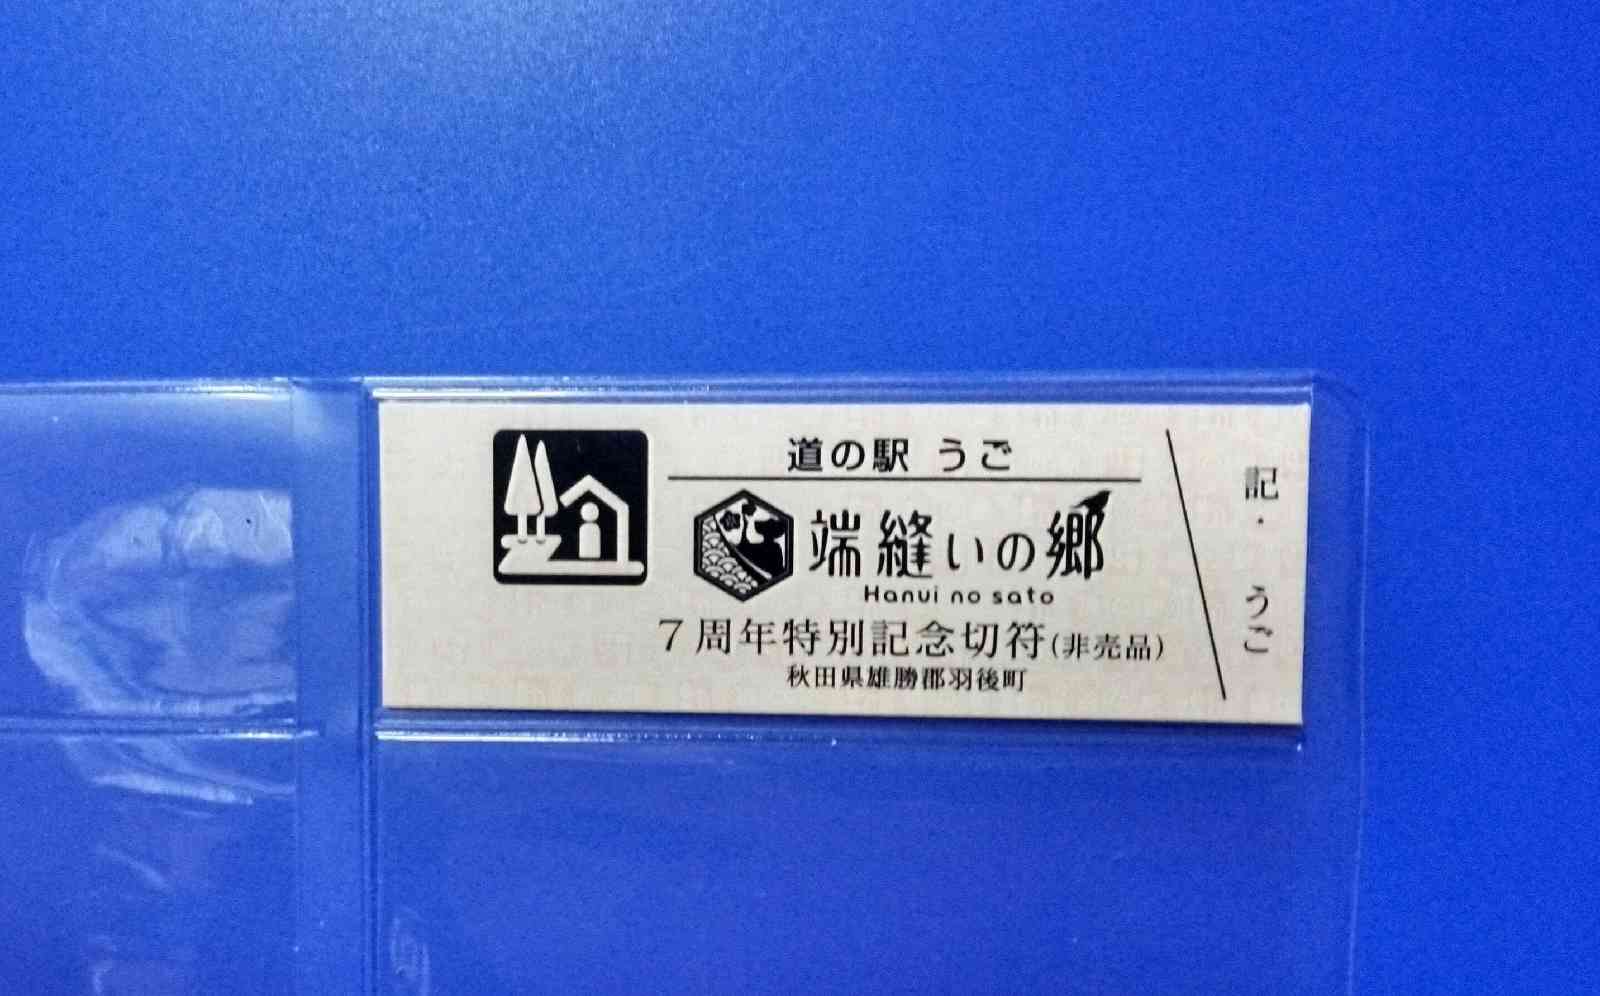 道の駅 うご
端縫いの郷
Hanui no sato
7周年特別記念切符(非売品)
秋田県雄勝郡羽後町
記・うご